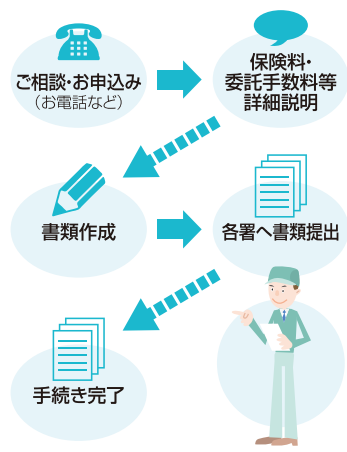 ご相談・お申込み
（お電話など）
保険料・
委託手数料等
詳細説明
書類作成
各署へ書類提出
手続き完了